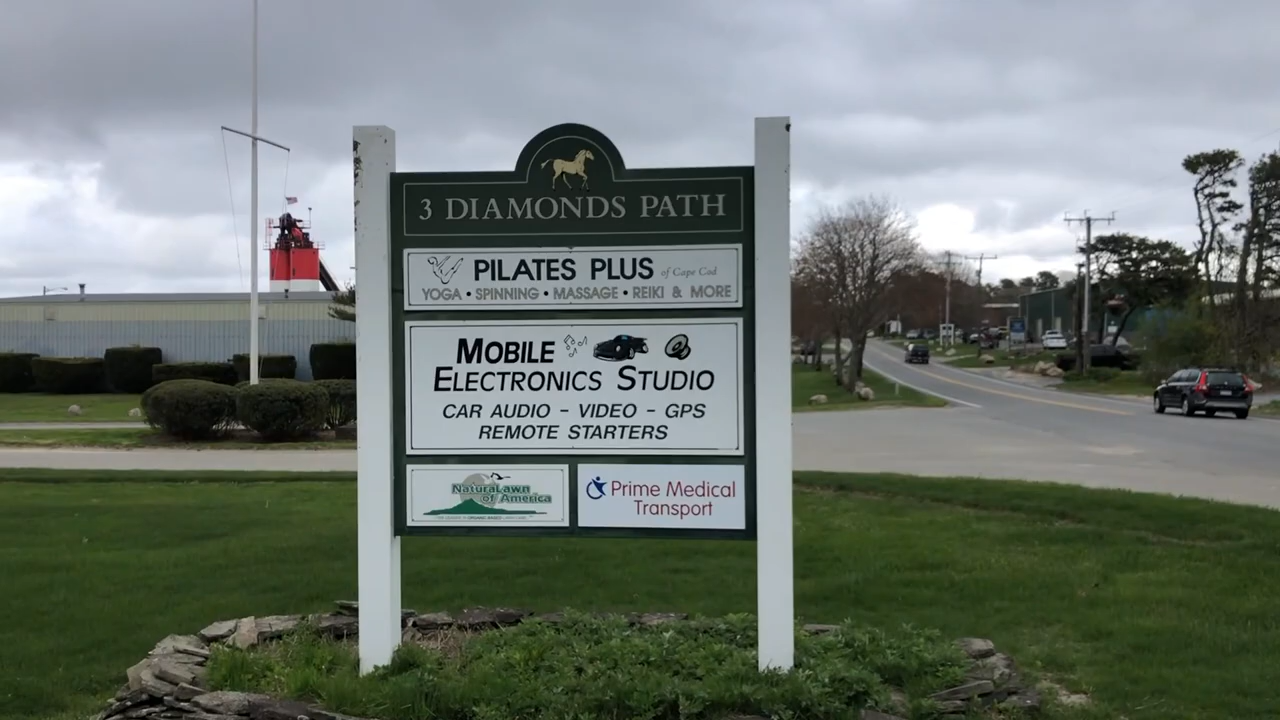 3 DIAMONDS PATH
PILATES PLUS of Cape Cod
YOGA • SPINNING • MASSAGE • REIKI & MORE
MOBILE
ELECTRONICS STUDIO
CAR AUDIO - VIDEO - GPS
REMOTE STARTERS
NaturaLawn
of America
Prime Medical
Transport